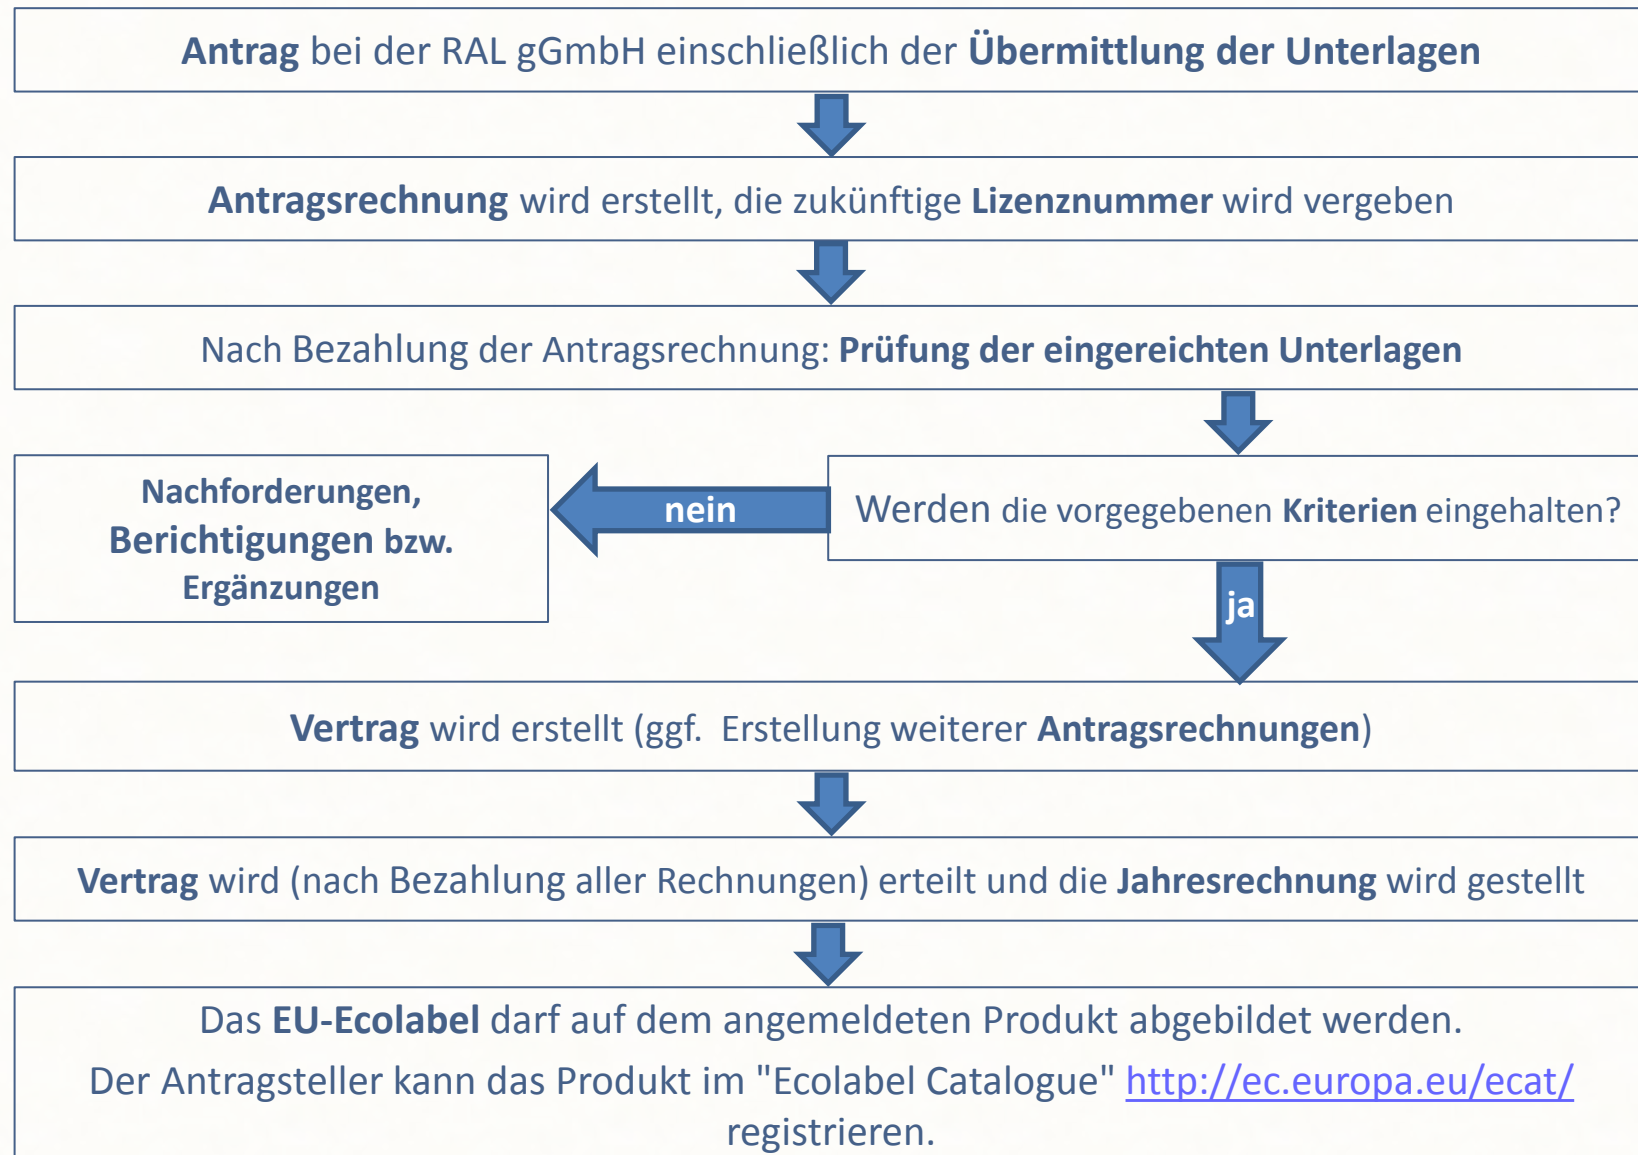 Antrag bei der RAL gGmbH einschließlich der Übermittlung der Unterlagen
Antragsrechnung wird erstellt, die zukünftige Lizenznummer wird vergeben
Nach Bezahlung der Antragsrechnung: Prüfung der eingereichten Unterlagen
Werden die vorgegebenen Kriterien eingehalten?
nein
Nachforderungen,
Berichtigungen bzw.
Ergänzungen
ja
Vertrag wird erstellt (ggf. Erstellung weiterer Antragsrechnungen)
Vertrag wird (nach Bezahlung aller Rechnungen) erteilt und die Jahresrechnung wird gestellt
Das EU-Ecolabel darf auf dem angemeldeten Produkt abgebildet werden.
Der Antragsteller kann das Produkt im "Ecolabel Catalogue" http://ec.europa.eu/ecat/
registrieren.